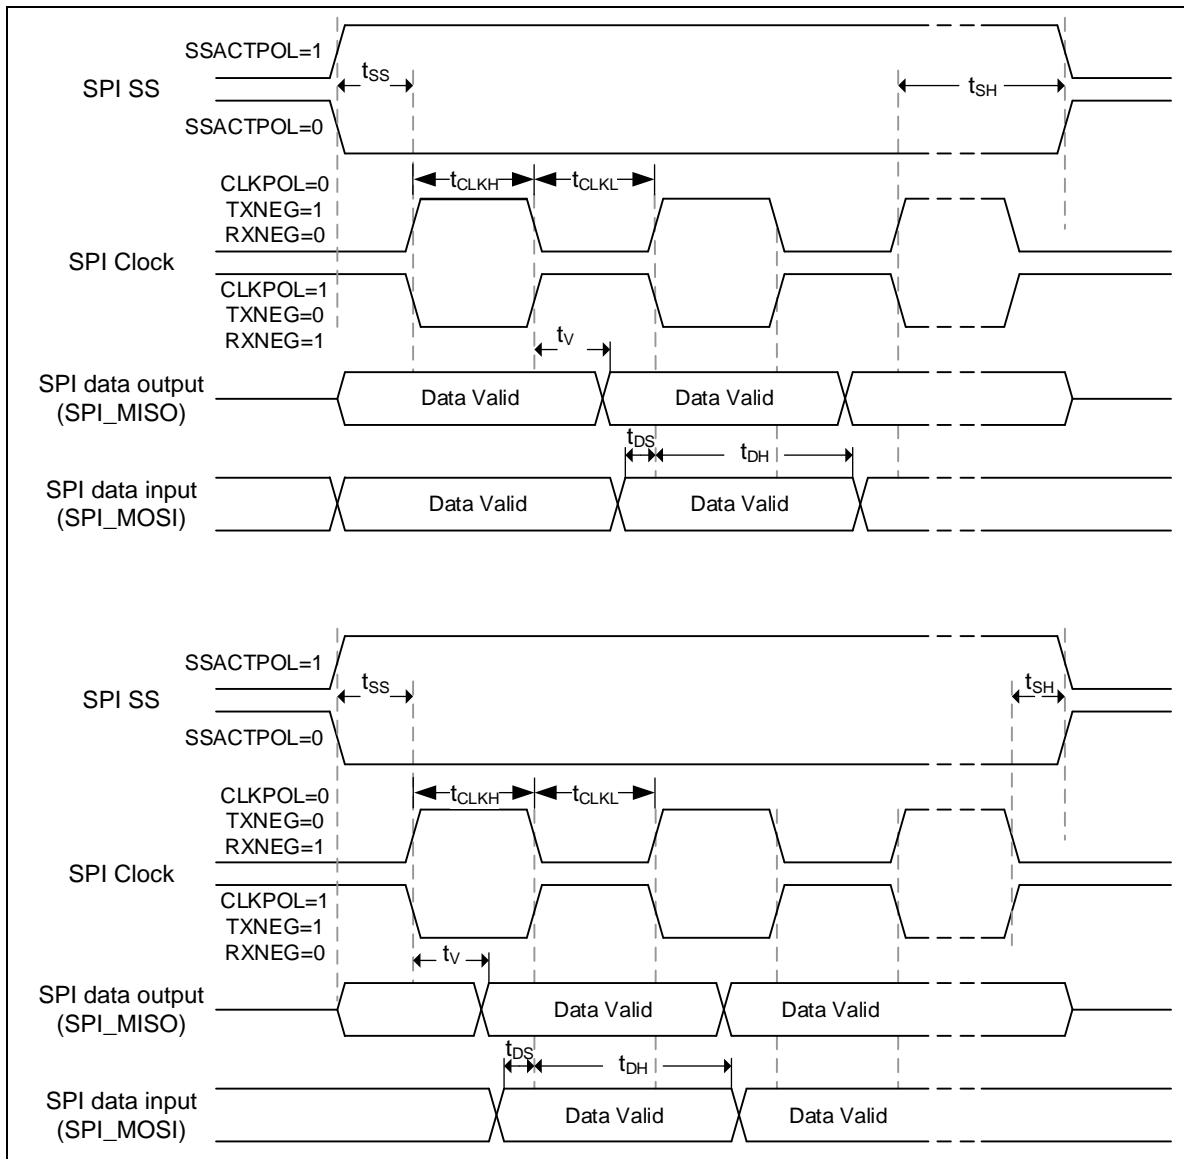 SSACTPOL=1
SPI SS
tSS
tSH
SSACTPOL=0
CLKPOL=0
TXNEG=1
RXNEG=0
tCLKH
tCLKL
SPI Clock
CLKPOL=1
TXNEG=0
RXNEG=1
tV
SPI data output
(SPI_MISO)
Data Valid
Data Valid
tDS
tDH
SPI data input
(SPI_MOSI)
Data Valid
Data Valid
SSACTPOL=1
SPI SS
tSS
tSH
SSACTPOL=0
CLKPOL=0
TXNEG=0
RXNEG=1
tCLKH
tCLKL
SPI Clock
CLKPOL=1
TXNEG=1
RXNEG=0
tV
SPI data output
(SPI_MISO)
Data Valid
Data Valid
tDS
tDH
SPI data input
(SPI_MOSI)
Data Valid
Data Valid